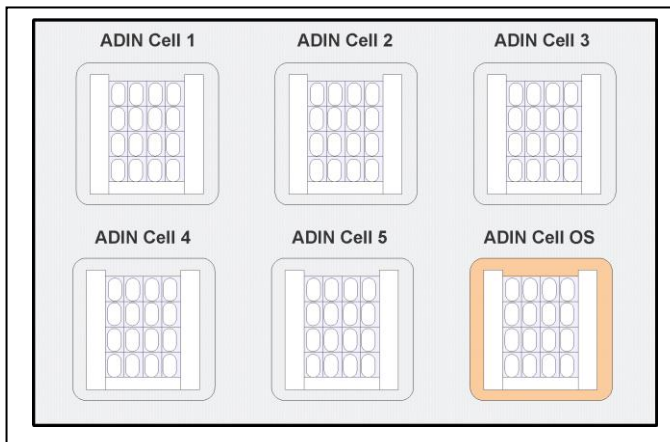 ADIN Cell 1
ADIN Cell 2
ADIN Cell 3
ADIN Cell 4
ADIN Cell 5
ADIN Cell OS